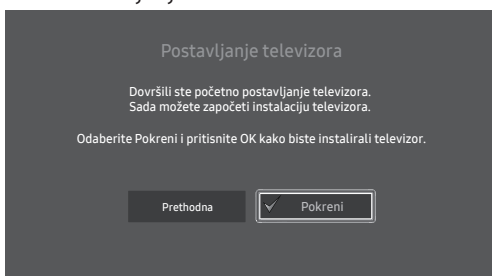 Postavljanje televizora
Dovršili ste početno postavljanje televizora.
Sada možete započeti instalaciju televizora.
Odaberite Pokreni i pritisnite OK kako biste instalirali televizor.
Prethodna
Pokreni